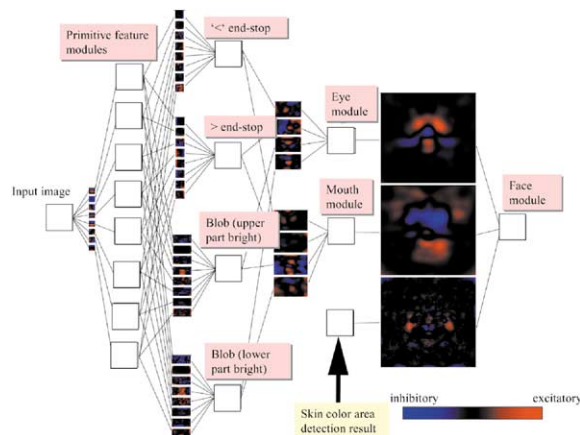 Primitive feature
modules
'<' end-stop
> end-stop
Input image
Blob (upper
part bright)
Blob (lower
part bright)
Eye
module
Mouth
module
Face
module
Skin color area
detection result
inhibitory
excitatory